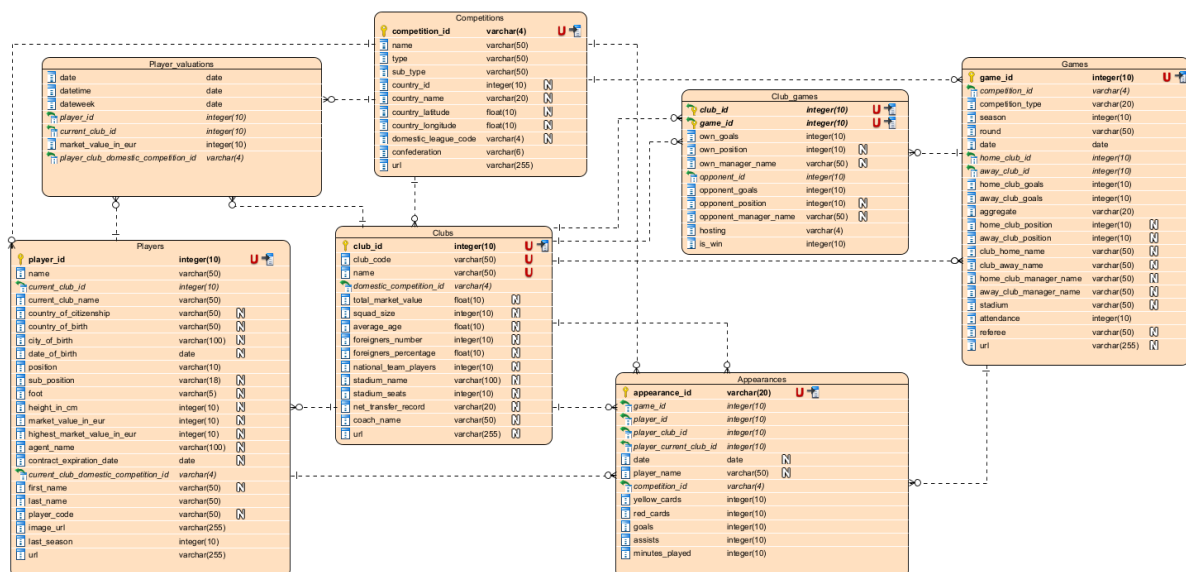 Competitions
competition_id varchar(4) U
name varchar(50)
type varchar(50)
sub_type varchar(50)
country_id integer(10) N
country_name varchar(20) N
country_latitude float(10) N
country_longitude float(10) N
domestic_league_code varchar(4) N
confederation varchar(6)
url varchar(255)
Player_valuations
date date
datetime date
dateweek date
player_id integer(10)
current_club_id integer(10)
market_value_in_eur integer(10)
player_club_domestic_competition_id varchar(4)
Club_games
club_id integer(10) U
game_id integer(10) U
own_goals integer(10)
own_position integer(10) N
own_manager_name varchar(50) N
opponent_id integer(10)
opponent_goals integer(10)
opponent_position integer(10) N
opponent_manager_name varchar(50) N
hosting varchar(4)
is_win integer(10)
Games
game_id integer(10) U
competition_id varchar(4)
competition_type varchar(20)
season integer(10)
round varchar(50)
date date
home_club_id integer(10)
away_club_id integer(10)
home_club_goals integer(10)
away_club_goals integer(10)
aggregate varchar(20)
home_club_position integer(10) N
away_club_position integer(10) N
club_home_name varchar(50) N
club_away_name varchar(50) N
home_club_manager_name varchar(50) N
away_club_manager_name varchar(50) N
stadium varchar(50) N
attendance integer(10)
referee varchar(50) N
url varchar(255) N
Players
player_id integer(10) U
name varchar(50)
current_club_id integer(10)
current_club_name varchar(50)
country_of_citizenship varchar(50) N
country_of_birth varchar(50) N
city_of_birth varchar(100) N
date_of_birth date N
position varchar(10)
sub_position varchar(18) N
foot varchar(5) N
height_in_cm integer(10) N
market_value_in_eur integer(10) N
highest_market_value_in_eur integer(10) N
agent_name varchar(100) N
contract_expiration_date date N
current_club_domestic_competition_id varchar(4)
first_name varchar(50) N
last_name varchar(50)
player_code varchar(50) N
image_url varchar(255)
last_season integer(10)
url varchar(255)
Clubs
club_id integer(10) U
club_code varchar(50) U
name varchar(50) U
domestic_competition_id varchar(4)
total_market_value float(10) N
squad_size integer(10) N
average_age float(10) N
foreigners_number integer(10) N
foreigners_percentage float(10) N
national_team_players integer(10) N
stadium_name varchar(100) N
stadium_seats integer(10) N
net_transfer_record varchar(20) N
coach_name varchar(50) N
url varchar(255) N
Appearances
appearance_id varchar(20) U
game_id integer(10)
player_id integer(10)
player_club_id integer(10)
player_current_club_id integer(10)
date date N
player_name varchar(50) N
competition_id varchar(4)
yellow_cards integer(10)
red_cards integer(10)
goals integer(10)
assists integer(10)
minutes_played integer(10)